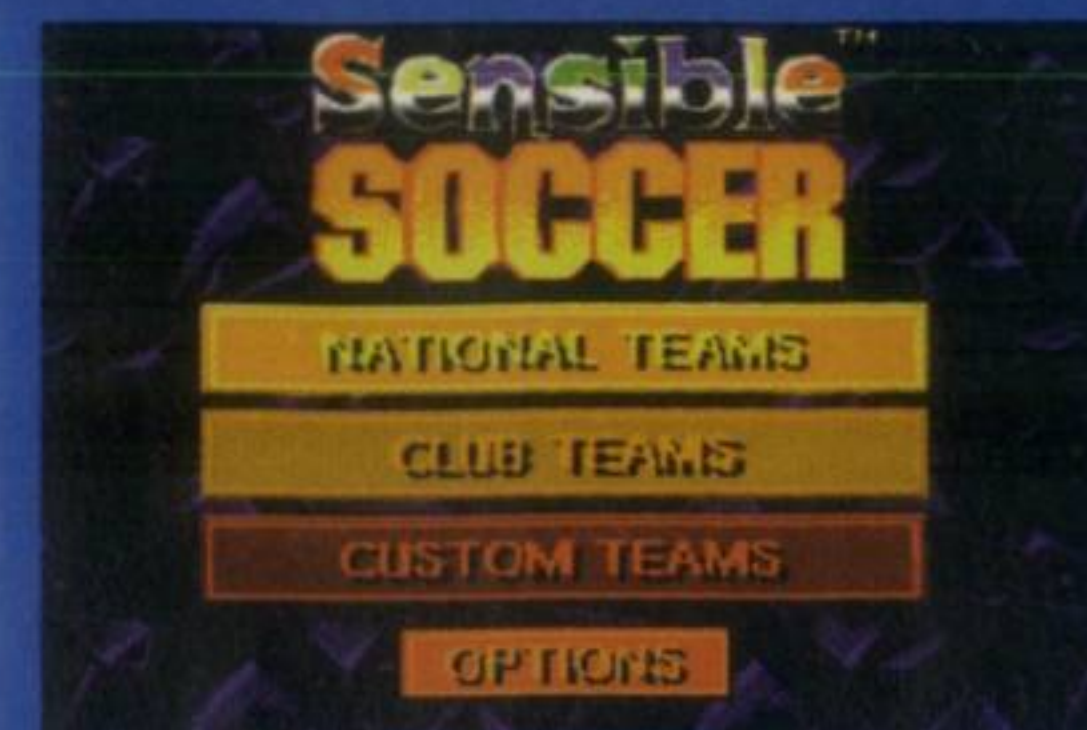 Sensible™
SOCCER
NATIONAL TEAMS
CLUB TEAMS
CUSTOM TEAMS
OPTIONS